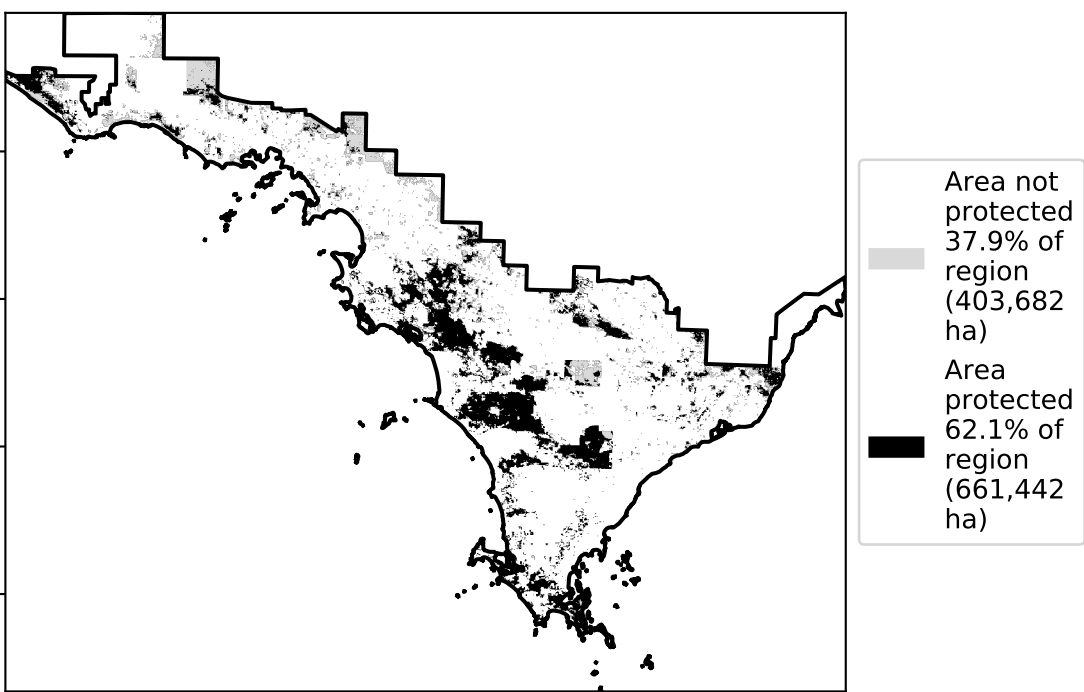 Area not
protected
37.9% of
region
(403,682
ha)
Area
protected
62.1% of
region
(661,442
ha)